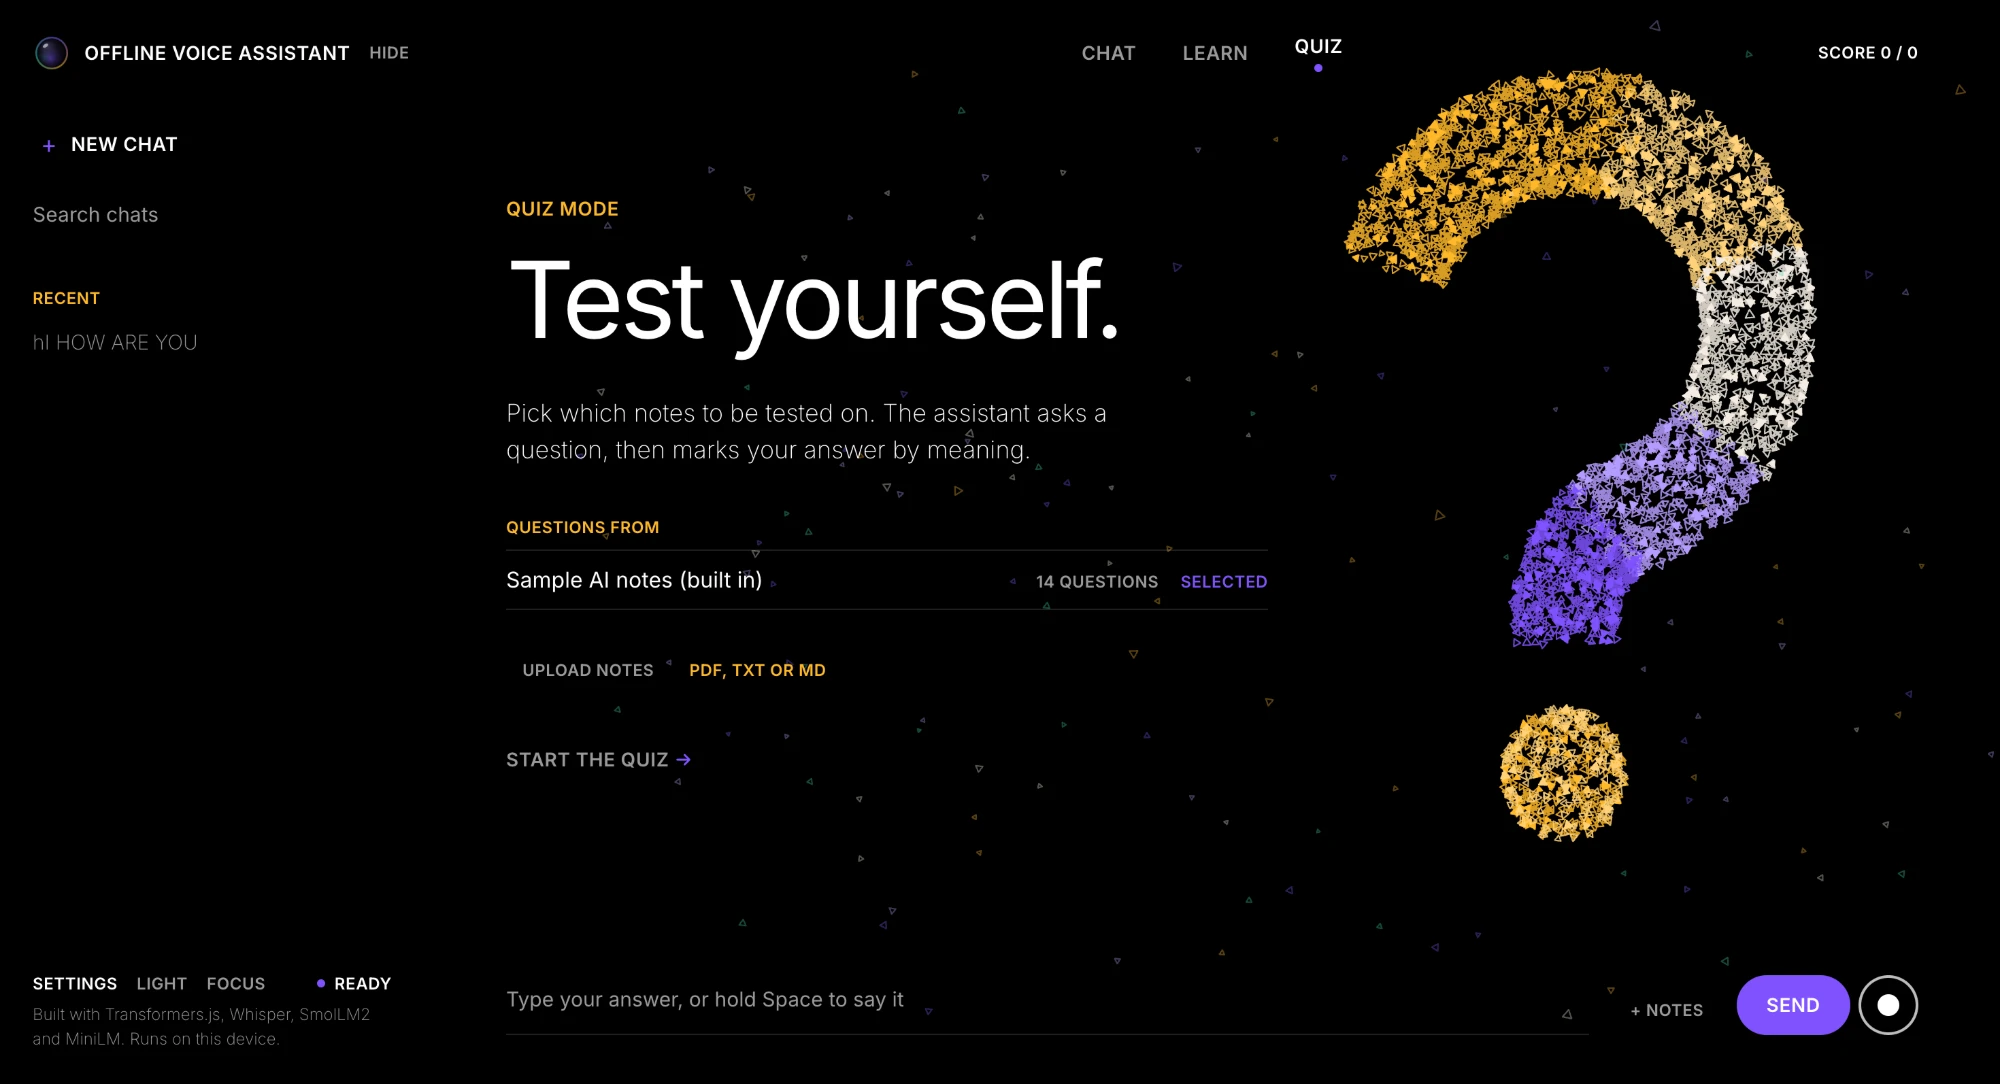 OFFLINE VOICE ASSISTANT HIDE
CHAT LEARN QUIZ
SCORE 0 / 0
+ NEW CHAT
Search chats
RECENT
hI HOW ARE YOU
QUIZ MODE
Test yourself.
Pick which notes to be tested on. The assistant asks a
question, then marks your answer by meaning.
QUESTIONS FROM
Sample AI notes (built in) 14 QUESTIONS SELECTED
UPLOAD NOTES PDF, TXT OR MD
START THE QUIZ →
SETTINGS LIGHT FOCUS READY
Built with Transformers.js, Whisper, SmolLM2
and MiniLM. Runs on this device.
Type your answer, or hold Space to say it
+ NOTES SEND